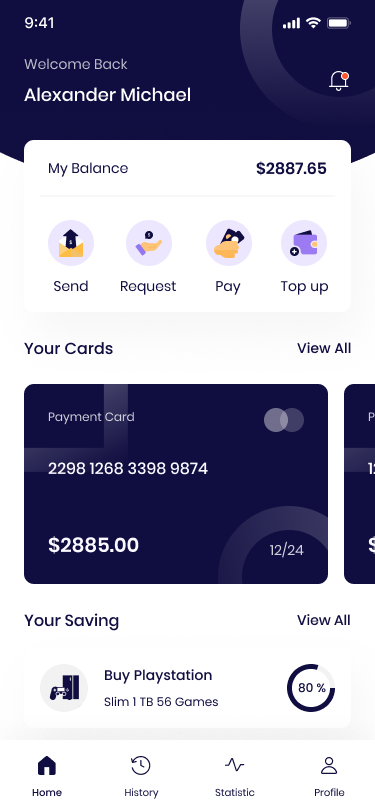 9:41
Welcome Back
Alexander Michael
My Balance $2887.65
Send Request Pay Top up
Your Cards View All
Payment Card P
2298 1268 3398 9874
$2885.00 12/24 $
Your Saving View All
Buy Playstation
Slim 1 TB 56 Games
80 %
Home History Statistic Profile